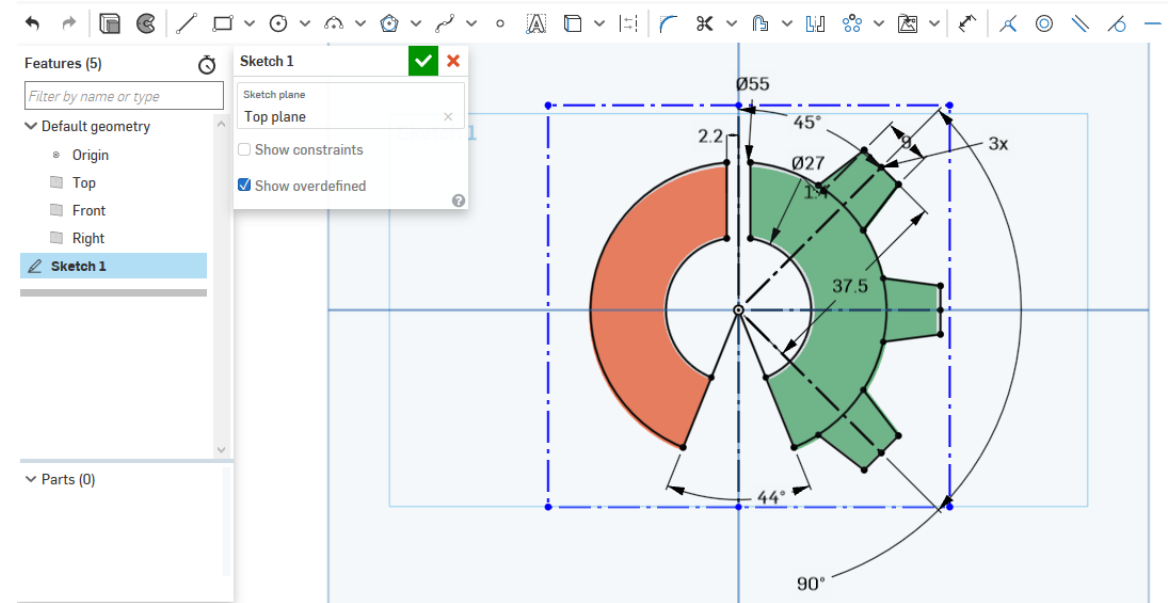 Features (5)
Filter by name or type
Default geometry
Origin
Top
Front
Right
Sketch 1
Parts (0)
Sketch 1
Sketch plane
Top plane
Show constraints
Show overdefined
Ø55
2.2
45°
9
3x
Ø27
37.5
44°
90°